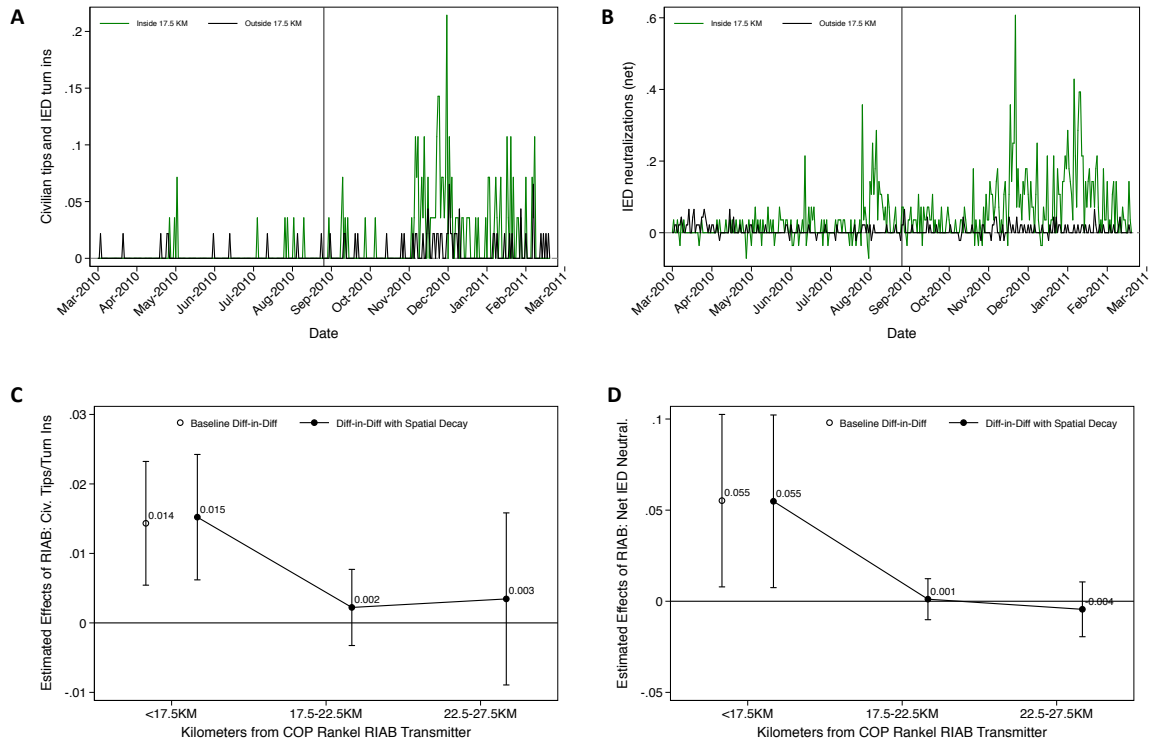 A
Inside 17.5 KM Outside 17.5 KM
Civilian tips and IED turn ins
.2
.15
.1
.05
0
Mar-2010 Apr-2010 May-2010 Jun-2010 Jul-2010 Aug-2010 Sep-2010 Oct-2010 Nov-2010 Dec-2010 Jan-2011 Feb-2011 Mar-2011
Date
B
Inside 17.5 KM Outside 17.5 KM
IED neutralizations (net)
.6
.4
.2
0
Mar-2010 Apr-2010 May-2010 Jun-2010 Jul-2010 Aug-2010 Sep-2010 Oct-2010 Nov-2010 Dec-2010 Jan-2011 Feb-2011 Mar-2011
Date
C
Baseline Diff-in-Diff Diff-in-Diff with Spatial Decay
Estimated Effects of RIAB: Civ. Tips/Turn Ins
.03
.02
.01
0
-.01
0.014
0.015
0.002
0.003
<17.5KM 17.5-22.5KM 22.5-27.5KM
Kilometers from COP Rankel RIAB Transmitter
D
Baseline Diff-in-Diff Diff-in-Diff with Spatial Decay
Estimated Effects of RIAB: Net IED Neutral.
.1
.05
0
-.05
0.055
0.055
0.001
-0.004
<17.5KM 17.5-22.5KM 22.5-27.5KM
Kilometers from COP Rankel RIAB Transmitter